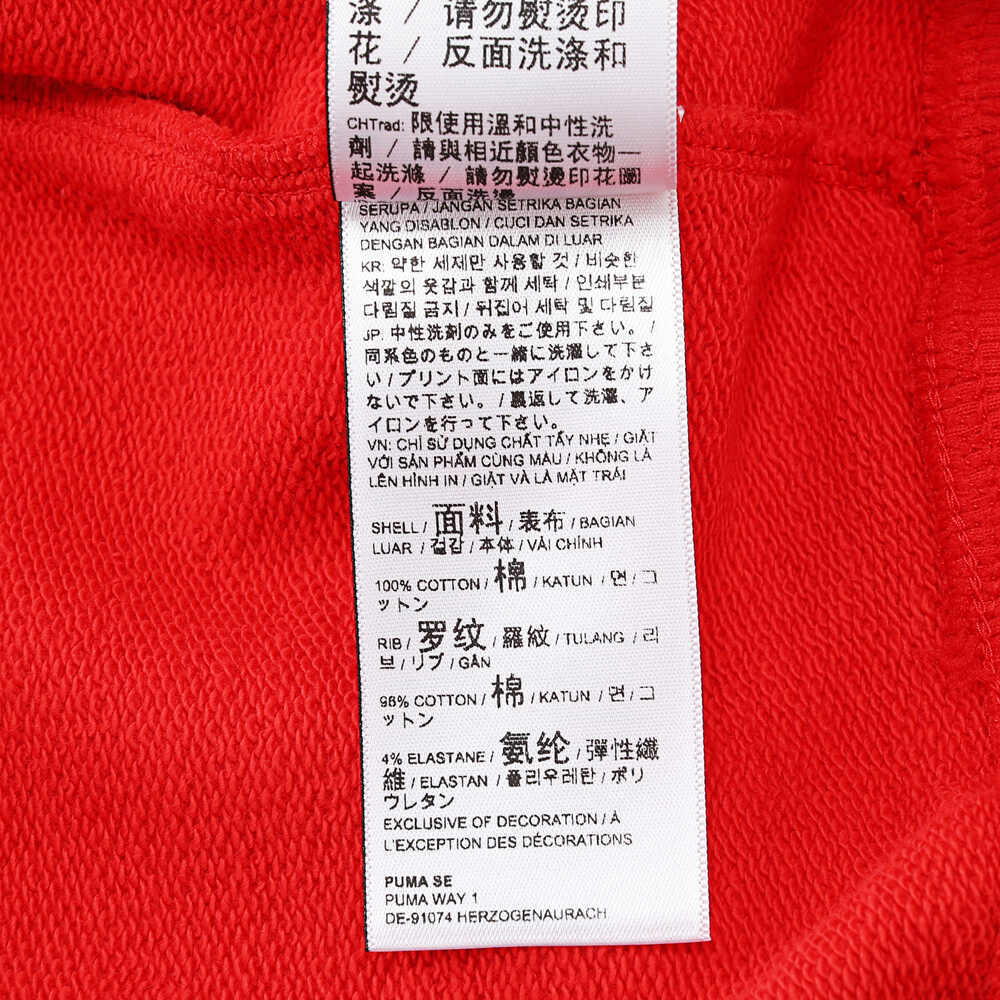 涤 / 请勿熨烫印
花 / 反面洗涤和
熨烫
CHTrad: 限使用溫和中性洗
劑 / 請與相近顏色衣物一
起洗滌 / 請勿熨燙印花圖
案 / 反面洗燙
SERUPA / JANGAN SETRIKA BAGIAN
YANG DISABLON / CUCI DAN SETRIKA
DENGAN BAGIAN DALAM DI LUAR
KR: 약한 세제만 사용할 것 / 비슷한
색깔의 옷감과 함께 세탁 / 인쇄부분
다림질 금지 / 뒤집어 세탁 및 다림질
JP: 中性洗剤のみをご使用下さい。 /
同系色のものと一緒に洗濯して下さ
い / プリント面にはアイロンをかけ
ないで下さい。 / 裏返して洗濯、ア
イロンを行って下さい。
VN: CHỈ SỬ DỤNG CHẤT TẨY NHẸ / GIẶT
VỚI SẢN PHẨM CÙNG MÀU / KHÔNG LÀ
LÊN HÌNH IN / GIẶT VÀ LÀ MẶT TRÁI
SHELL / 面料 / 表布 / BAGIAN
LUAR / 겉감 / 本体 / VẢI CHÍNH
100% COTTON / 棉 / KATUN / 면 / コ
ットン
RIB / 罗纹 / 羅紋 / TULANG / 리
브 / リブ / GÂN
96% COTTON / 棉 / KATUN / 면 / コ
ットン
4% ELASTANE / 氨纶 / 彈性纖
維 / ELASTAN / 폴리우레탄 / ポリ
ウレタン
EXCLUSIVE OF DECORATION / À
L'EXCEPTION DES DÉCORATIONS
PUMA SE
PUMA WAY 1
DE-91074 HERZOGENAURACH